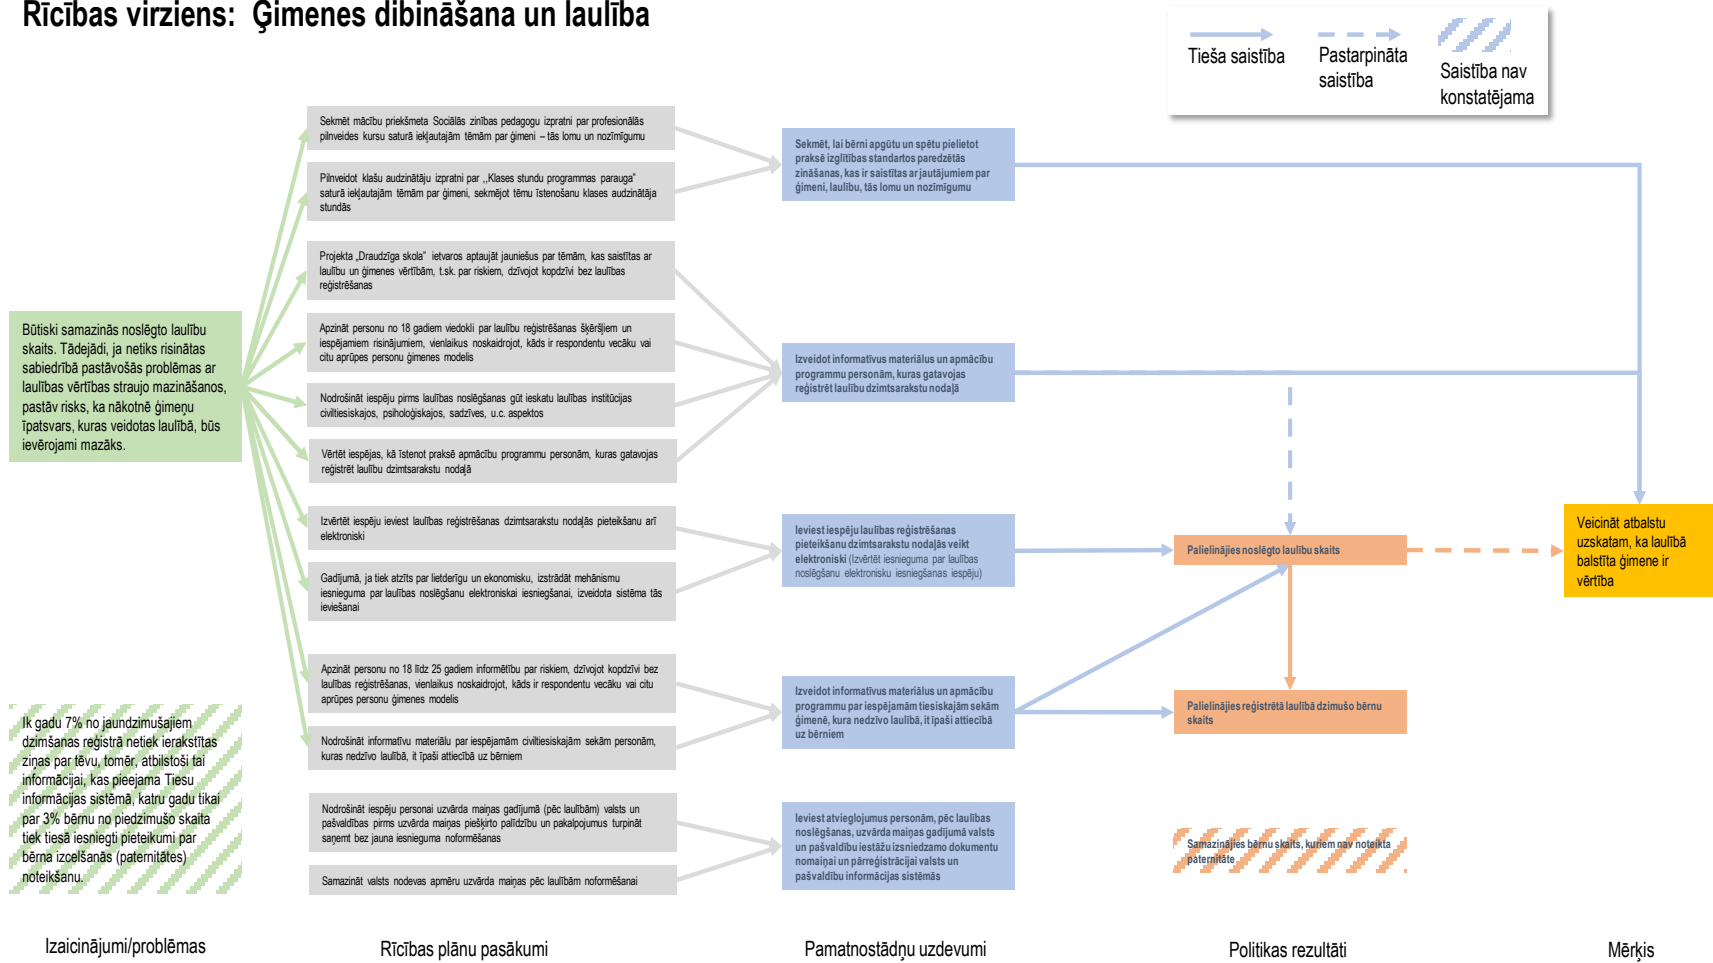 Rīcības virziens:  Ģimenes dibināšana un laulība
Tieša saistība
Pastarpināta
saistība
Saistība nav
konstatējama
Būtiski samazinās noslēgto laulību
skaits. Tādejādi, ja netiks risinātas
sabiedrībā pastāvošās problēmas ar
laulības vērtības straujo mazināšanos,
pastāv risks, ka nākotnē ģimeņu
īpatsvars, kuras veidotas laulībā, būs
ievērojami mazāks.
Ik gadu 7% no jaundzimušajiem
dzimšanas reģistrā netiek ierakstītas
ziņas par tēvu, tomēr, atbilstoši tai
informācijai, kas pieejama Tiesu
informācijas sistēmā, katru gadu tikai
par 3% bērnu no piedzimušo skaita
tiek tiesā iesniegti pieteikumi par
bērna izcelšanās (paternitātes)
noteikšanu.
Izaicinājumi/problēmas
Sekmēt mācību priekšmeta Sociālās zinības pedagogu izpratni par profesionālās
pilnveides kursu saturā iekļautajām tēmām par ģimeni – tās lomu un nozīmīgumu
Pilnveidot klašu audzinātāju izpratni par ,,Klases stundu programmas parauga"
saturā iekļautajām tēmām par ģimeni, sekmējot tēmu īstenošanu klases audzinātāja
stundās
Projekta „Draudzīga skola" ietvaros aptaujāt jauniešus par tēmām, kas saistītas ar
laulību un ģimenes vērtībām, t.sk. par riskiem, dzīvojot kopdzīvi bez laulības
reģistrēšanas
Apzināt personu no 18 gadiem viedokli par laulību reģistrēšanas šķēršļiem un
iespējamiem risinājumiem, vienlaikus noskaidrojot, kāds ir respondentu vecāku vai
citu aprūpes personu ģimenes modelis
Nodrošināt iespēju pirms laulības noslēgšanas gūt ieskatu laulības institūcijas
civiltiesiskajos, psiholoģiskajos, sadzīves, u.c. aspektos
Vērtēt iespējas, kā īstenot praksē apmācību programmu personām, kuras gatavojas
reģistrēt laulību dzimtsarakstu nodaļā
Izvērtēt iespēju ieviest laulības reģistrēšanas dzimtsarakstu nodaļās pieteikšanu arī
elektroniski
Gadījumā, ja tiek atzīts par lietderīgu un ekonomisku, izstrādāt mehānismu
iesnieguma par laulības noslēgšanu elektroniskai iesniegšanai, izveidota sistēma tās
ieviešanai
Apzināt personu no 18 līdz 25 gadiem informētību par riskiem, dzīvojot kopdzīvi bez
laulības reģistrēšanas, vienlaikus noskaidrojot, kāds ir respondentu vecāku vai citu
aprūpes personu ģimenes modelis
Nodrošināt informatīvu materiālu par iespējamām civiltiesiskajām sekām personām,
kuras nedzīvo laulībā, it īpaši attiecībā uz bērniem
Nodrošināt iespēju personai uzvārda maiņas gadījumā (pēc laulībām) valsts un
pašvaldības pirms uzvārda maiņas piešķirto palīdzību un pakalpojumus turpināt
saņemt bez jauna iesnieguma noformēšanas
Samazināt valsts nodevas apmēru uzvārda maiņas pēc laulībām noformēšanai
Rīcības plānu pasākumi
Sekmēt, lai bērni apgūtu un spētu pielietot
praksē izglītības standartos paredzētās
zināšanas, kas ir saistītas ar jautājumiem par
ģimeni, laulību, tās lomu un nozīmīgumu
Izveidot informatīvus materiālus un apmācību
programmu personām, kuras gatavojas
reģistrēt laulību dzimtsarakstu nodaļā
Ieviest iespēju laulības reģistrēšanas
pieteikšanu dzimtsarakstu nodaļās veikt
elektroniski (Izvērtēt iesnieguma par laulības
noslēgšanu elektronisku iesniegšanas iespēju)
Izveidot informatīvus materiālus un apmācību
programmu par iespējamām tiesiskajām sekām
ģimenē, kura nedzīvo laulībā, it īpaši attiecībā
uz bērniem
Ieviest atvieglojumus personām, pēc laulības
noslēgšanas, uzvārda maiņas gadījumā valsts
un pašvaldību iestāžu izsniedzamo dokumentu
nomaiņai un pārreģistrācijai valsts un
pašvaldību informācijas sistēmās
Pamatnostādņu uzdevumi
Palielinājies noslēgto laulību skaits
Palielinājies reģistrētā laulībā dzimušo bērnu
skaits
Samazinājies bērnu skaits, kuriem nav noteikta
paternitāte
Politikas rezultāti
Veicināt atbalstu
uzskatam, ka laulībā
balstīta ģimene ir
vērtība
Mērķis